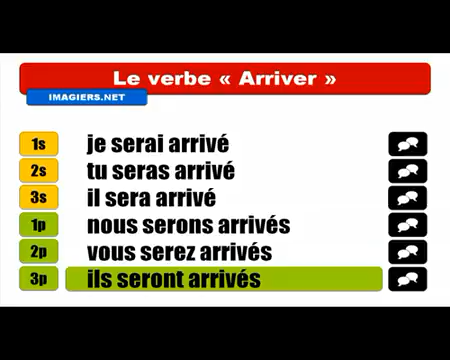 Le verbe « Arriver »
IMAGIERS.NET
1s je serai arrivé
2s tu seras arrivé
3s il sera arrivé
1p nous serons arrivés
2p vous serez arrivés
3p ils seront arrivés